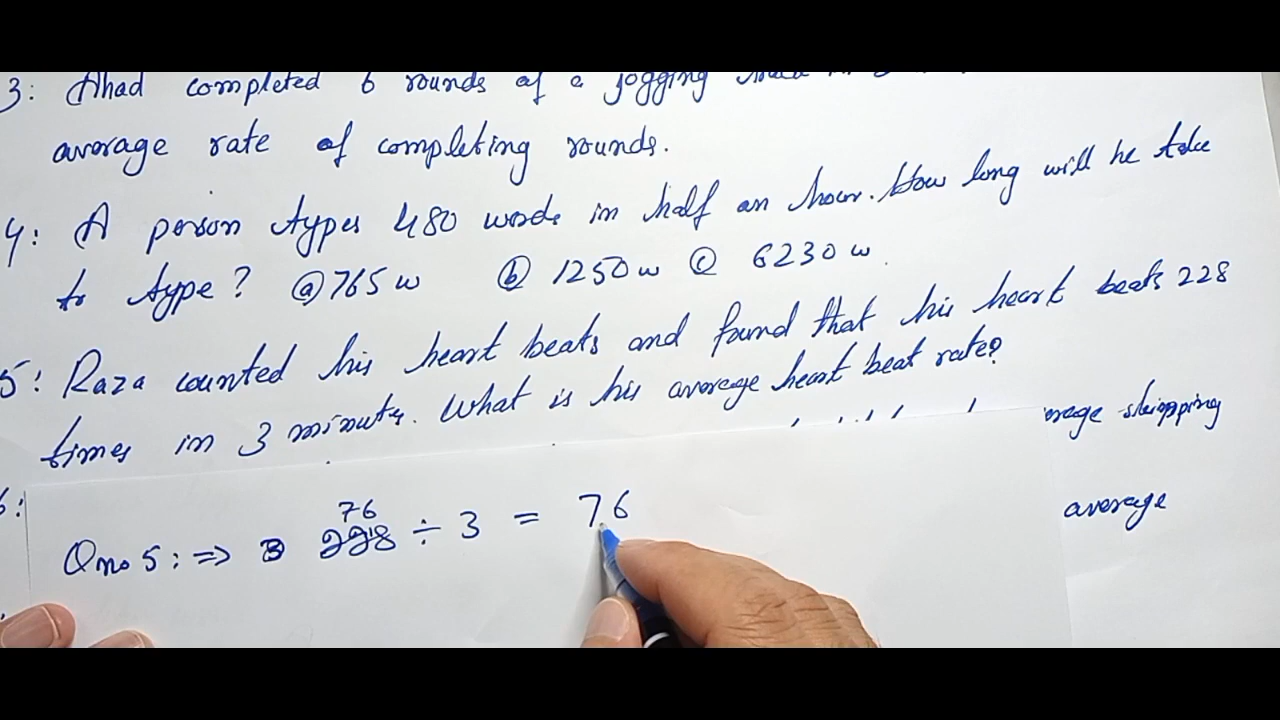 3: Ahad completed 6 rounds of a jogging
average rate of completing rounds.
4: A person types 480 words in half an hour. How long will he take
to type? (a) 765 w (b) 1250 w (c) 6230 w
5: Raza counted his heart beats and found that his heart beats 228
times in 3 minutes. What is his average heart beat rate?
skipping
6:
average
76
Q no 5: => 3 228 ÷ 3 = 76